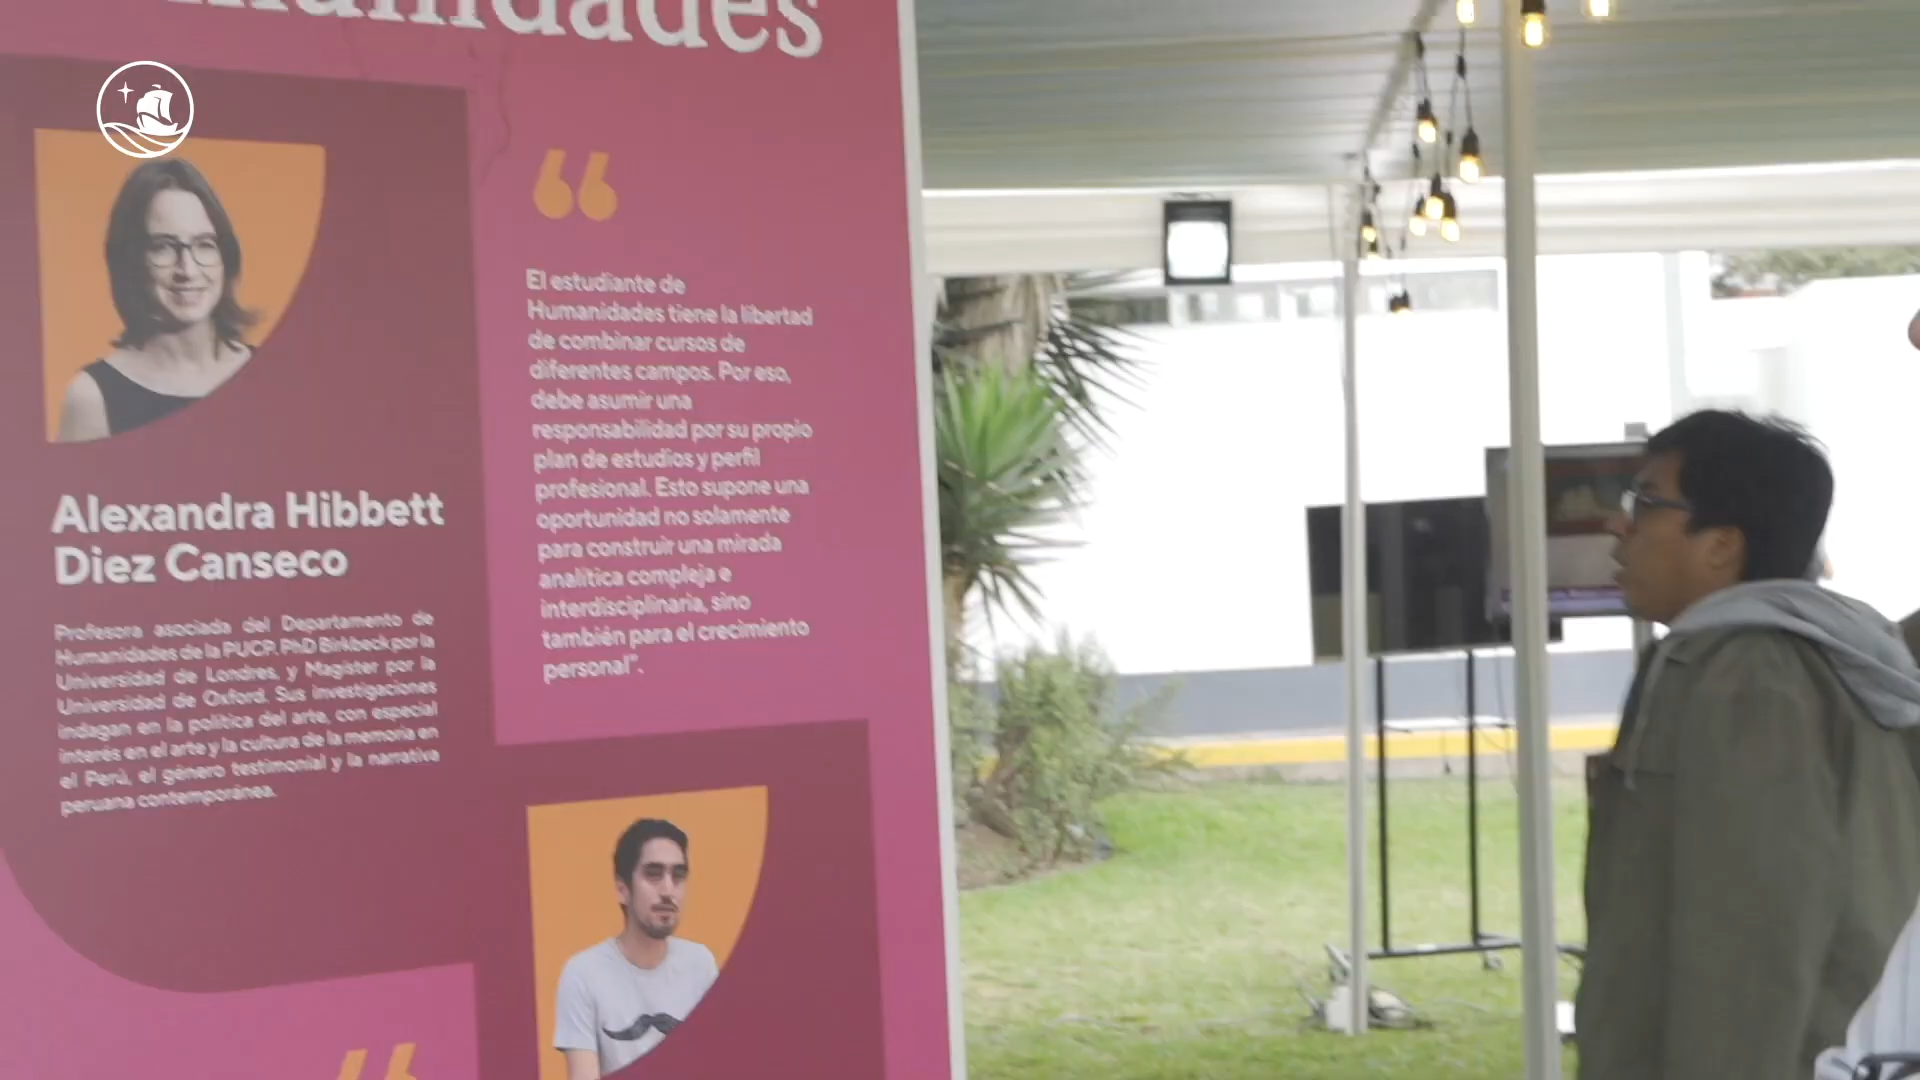 Humanidades
Alexandra Hibbett
Diez Canseco
Profesora asociada del Departamento de
Humanidades de la PUCP. PhD Birkbeck por la
Universidad de Londres, y Magíster por la
Universidad de Oxford. Sus investigaciones
indagan en la política del arte, con especial
interés en el arte y la cultura de la memoria en
el Perú, el género testimonial y la narrativa
peruana contemporánea.
“
El estudiante de
Humanidades tiene la libertad
de combinar cursos de
diferentes campos. Por eso,
debe asumir una
responsabilidad por su propio
plan de estudios y perfil
profesional. Esto supone una
oportunidad no solamente
para construir una mirada
analítica compleja e
interdisciplinaria, sino
también para el crecimiento
personal”.
“